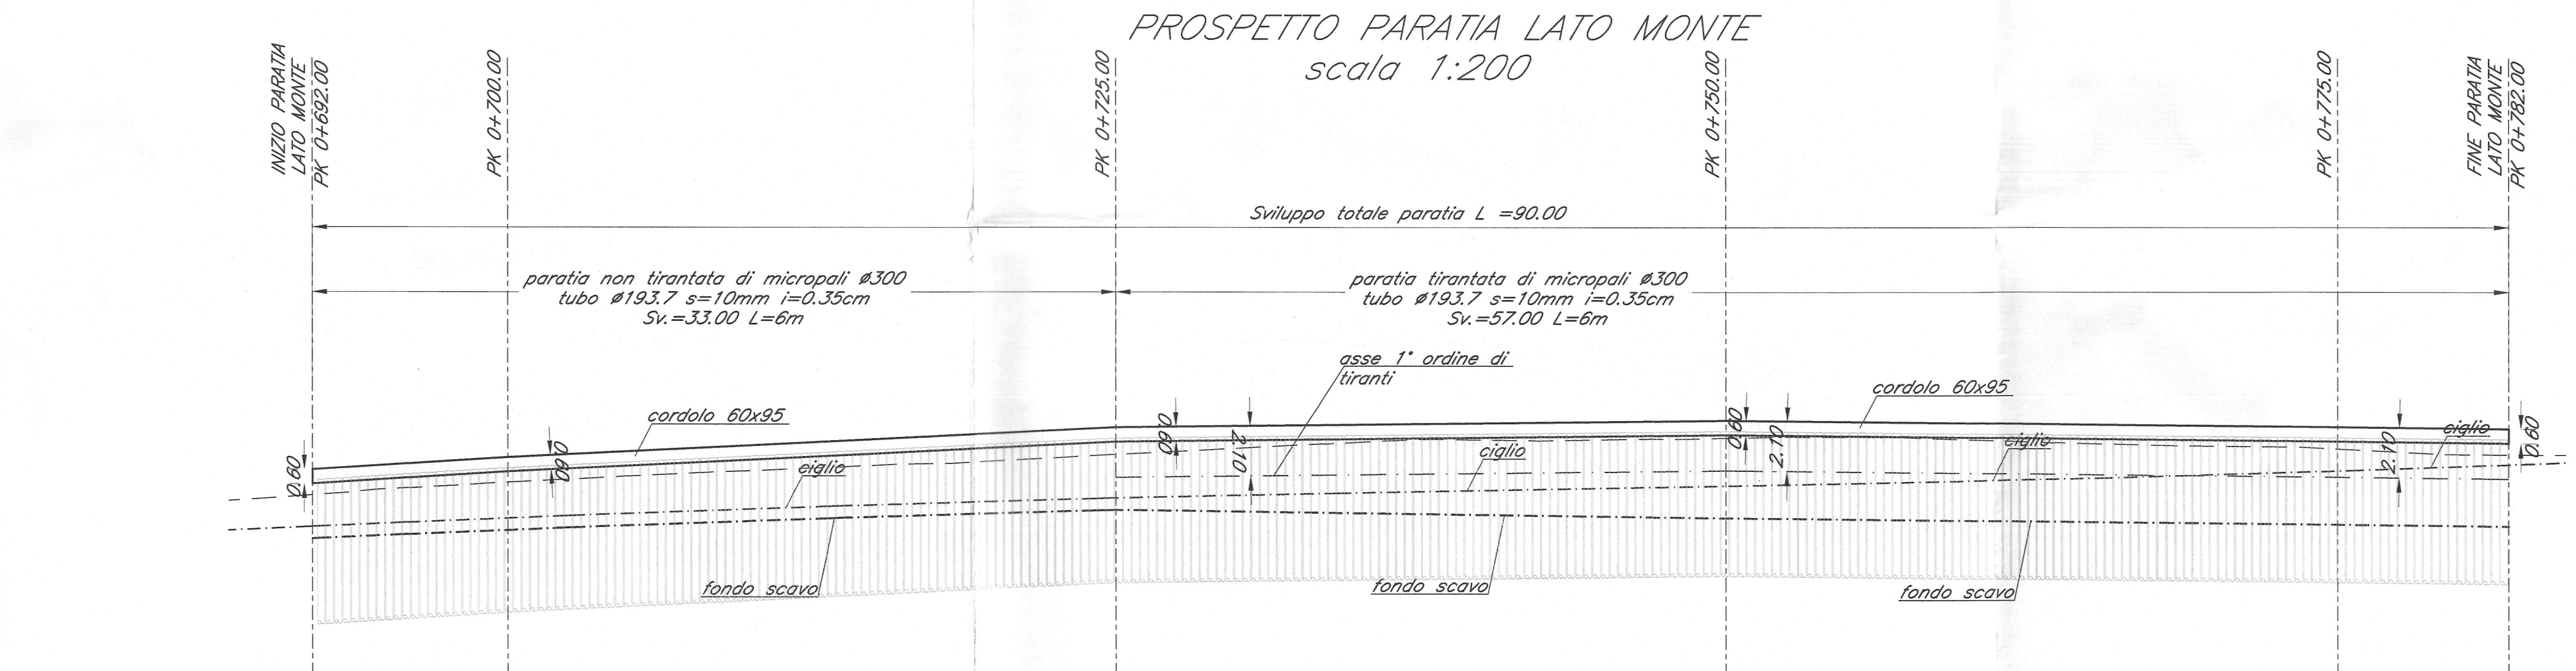 PROSPETTO PARATIA LATO MONTE
scala 1:200
INIZIO PARATIA
LATO MONTE
PK 0+692.00
PK 0+700.00
PK 0+725.00
PK 0+750.00
PK 0+775.00
FINE PARATIA
LATO MONTE
PK 0+782.00
Sviluppo totale paratia L =90.00
paratia non tirantata di micropali ø300
tubo ø193.7 s=10mm i=0.35cm
Sv.=33.00 L=6m
paratia tirantata di micropali ø300
tubo ø193.7 s=10mm i=0.35cm
Sv.=57.00 L=6m
asse 1° ordine di
tiranti
cordolo 60x95
cordolo 60x95
0.60
0.60
0.60
2.10
0.60
2.10
2.10
0.60
ciglio
ciglio
ciglio
ciglio
fondo scavo
fondo scavo
fondo scavo